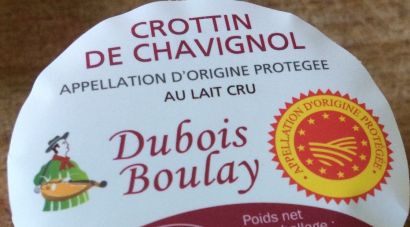 CROTTIN
DE CHAVIGNOL
APPELLATION D'ORIGINE PROTEGEE
AU LAIT CRU
Dubois
Boulay
APPELLATION D'ORIGINE PROTÉGÉE
Poids net